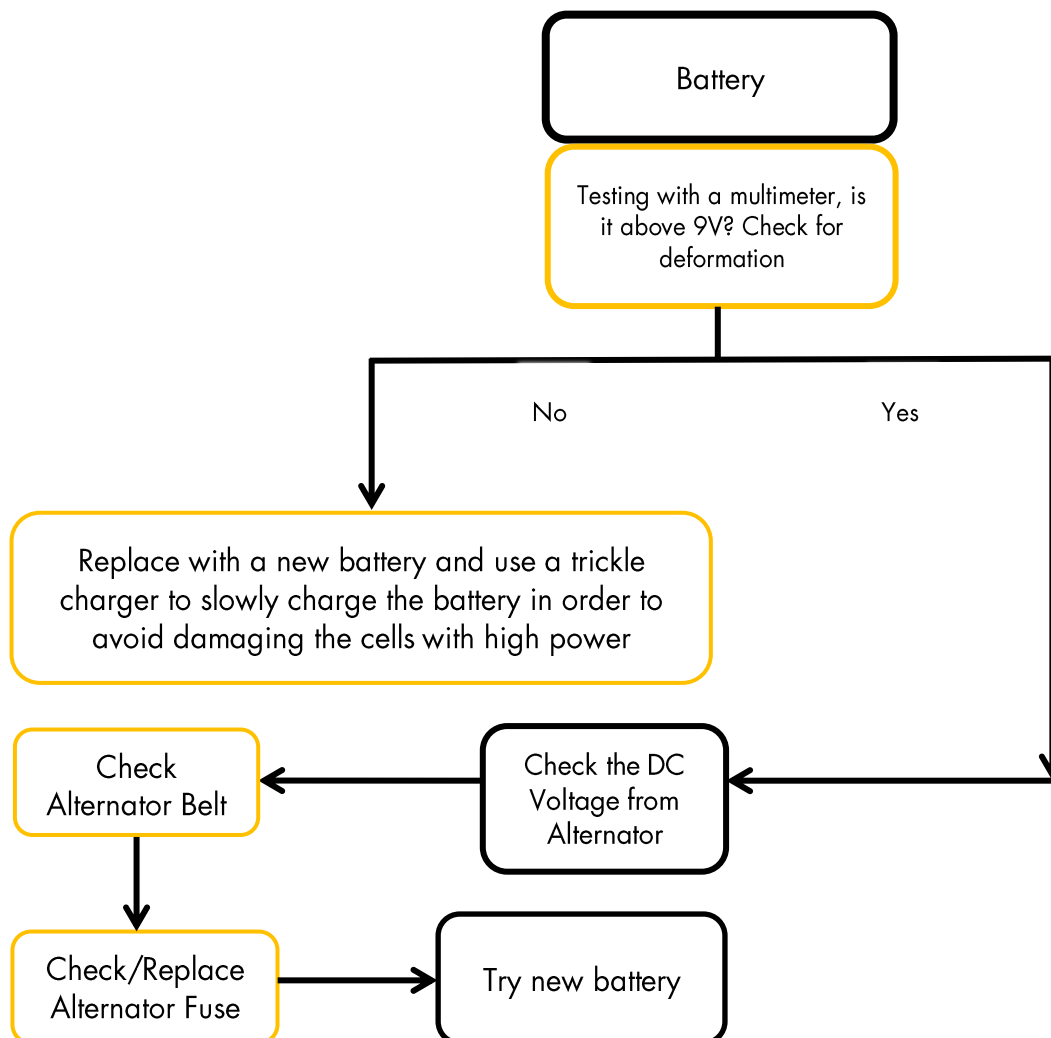 Battery
Testing with a multimeter, is
it above 9V? Check for
deformation
No
Yes
Replace with a new battery and use a trickle
charger to slowly charge the battery in order to
avoid damaging the cells with high power
Check the DC
Voltage from
Alternator
Check
Alternator Belt
Check/Replace
Alternator Fuse
Try new battery